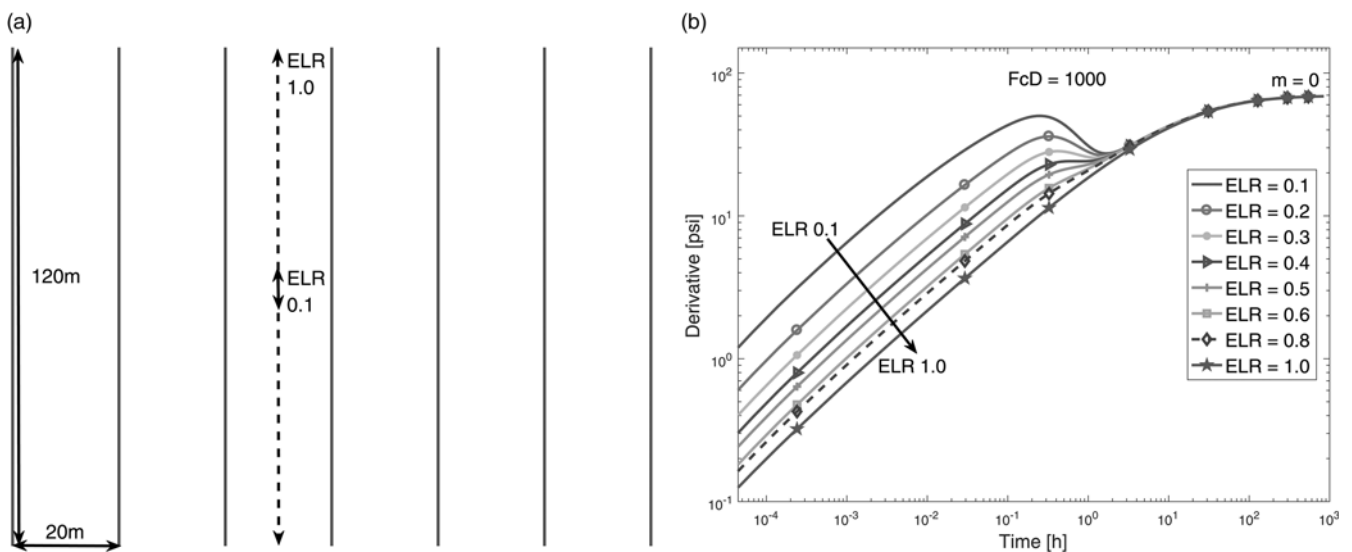 (a)
ELR
1.0
120m
ELR
0.1
20m
(b)
FcD = 1000
m = 0
10^2
10^1
10^0
10^-1
Derivative [psi]
ELR 0.1
ELR 1.0
ELR = 0.1
ELR = 0.2
ELR = 0.3
ELR = 0.4
ELR = 0.5
ELR = 0.6
ELR = 0.8
ELR = 1.0
10^-4 10^-3 10^-2 10^-1 10^0 10^1 10^2 10^3
Time [h]